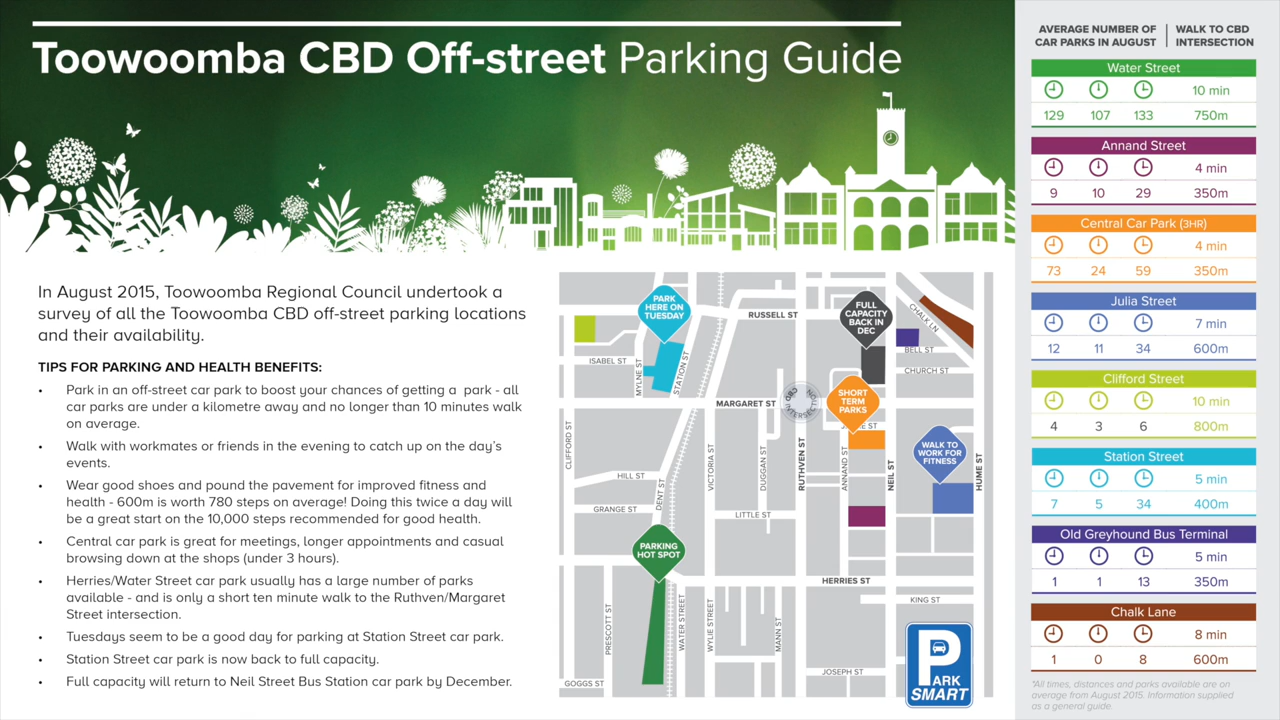 Toowoomba CBD Off-street Parking Guide
In August 2015, Toowoomba Regional Council undertook a
survey of all the Toowoomba CBD off-street parking locations
and their availability.
TIPS FOR PARKING AND HEALTH BENEFITS:
• Park in an off-street car park to boost your chances of getting a park - all
car parks are under a kilometre away and no longer than 10 minutes walk
on average.
• Walk with workmates or friends in the evening to catch up on the day's
events.
• Wear good shoes and pound the pavement for improved fitness and
health - 600m is worth 780 steps on average! Doing this twice a day will
be a great start on the 10,000 steps recommended for good health.
• Central car park is great for meetings, longer appointments and casual
browsing down at the shops (under 3 hours).
• Herries/Water Street car park usually has a large number of parks
available - and is only a short ten minute walk to the Ruthven/Margaret
Street intersection.
• Tuesdays seem to be a good day for parking at Station Street car park.
• Station Street car park is now back to full capacity.
• Full capacity will return to Neil Street Bus Station car park by December.
PARK
HERE ON
TUESDAY
RUSSELL ST
FULL
CAPACITY
BACK IN
DEC
CHALK LN
BELL ST
CHURCH ST
ISABEL ST
MYLNE ST
STATION ST
MARGARET ST
CBD INTERSECTION
SHORT
TERM
PARKS
CLIFFORD ST
VICTORIA ST
DUGGAN ST
RUTHVEN ST
ANNAND ST
NEIL ST
WALK TO
WORK FOR
FITNESS
HUME ST
HILL ST
DENT ST
GRANGE ST
LITTLE ST
PARKING
HOT SPOT
HERRIES ST
KING ST
PRESCOTT ST
WATER STREET
WYLIE STREET
MANN ST
JOSEPH ST
GOGGS ST
PARK
SMART
AVERAGE NUMBER OF
CAR PARKS IN AUGUST
WALK TO CBD
INTERSECTION
Water Street
10 min
129 107 133 750m
Annand Street
4 min
9 10 29 350m
Central Car Park (3HR)
4 min
73 24 59 350m
Julia Street
7 min
12 11 34 600m
Clifford Street
10 min
4 3 6 800m
Station Street
5 min
7 5 34 400m
Old Greyhound Bus Terminal
5 min
1 1 13 350m
Chalk Lane
8 min
1 0 8 600m
*All times, distances and parks available are on
average from August 2015. Information supplied
as a general guide.